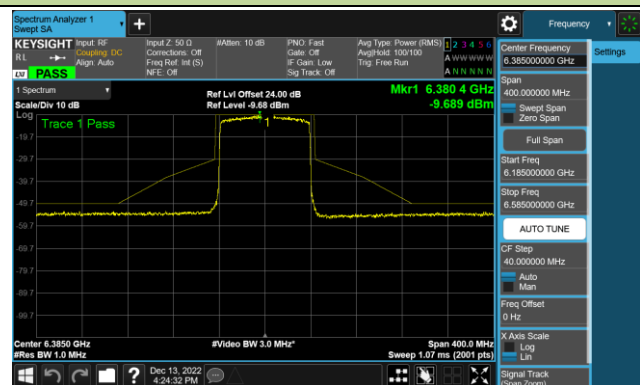 Spectrum Analyzer 1
Swept SA
Frequency
KEYSIGHT
RL
LXI
PASS
Input: RF
Coupling: DC
Align: Auto
Input Z: 50 Ω
Corrections: Off
Freq Ref: Int (S)
NFE: Off
#Atten: 10 dB
PNO: Fast
Gate: Off
IF Gain: Low
Sig Track: Off
Avg Type: Power (RMS)
Avg|Hold: 100/100
Trig: Free Run
1 2 3 4 5 6
A W W W W W
A N N N N N
1 Spectrum
Scale/Div 10 dB
Ref Lvl Offset 24.00 dB
Ref Level -9.68 dBm
Mkr1 6.380 4 GHz
-9.689 dBm
Log
Trace 1 Pass
1
-19.7
-29.7
-39.7
-49.7
-59.7
-69.7
-79.7
-89.7
-99.7
Center 6.3850 GHz
#Res BW 1.0 MHz
#Video BW 3.0 MHz*
Span 400.0 MHz
Sweep 1.07 ms (2001 pts)
Center Frequency
6.385000000 GHz
Settings
Span
400.000000 MHz
Swept Span
Zero Span
Full Span
Start Freq
6.185000000 GHz
Stop Freq
6.585000000 GHz
AUTO TUNE
CF Step
40.000000 MHz
Auto
Man
Freq Offset
0 Hz
X Axis Scale
Log
Lin
Signal Track
(Span Zoom)
Dec 13, 2022
4:24:32 PM